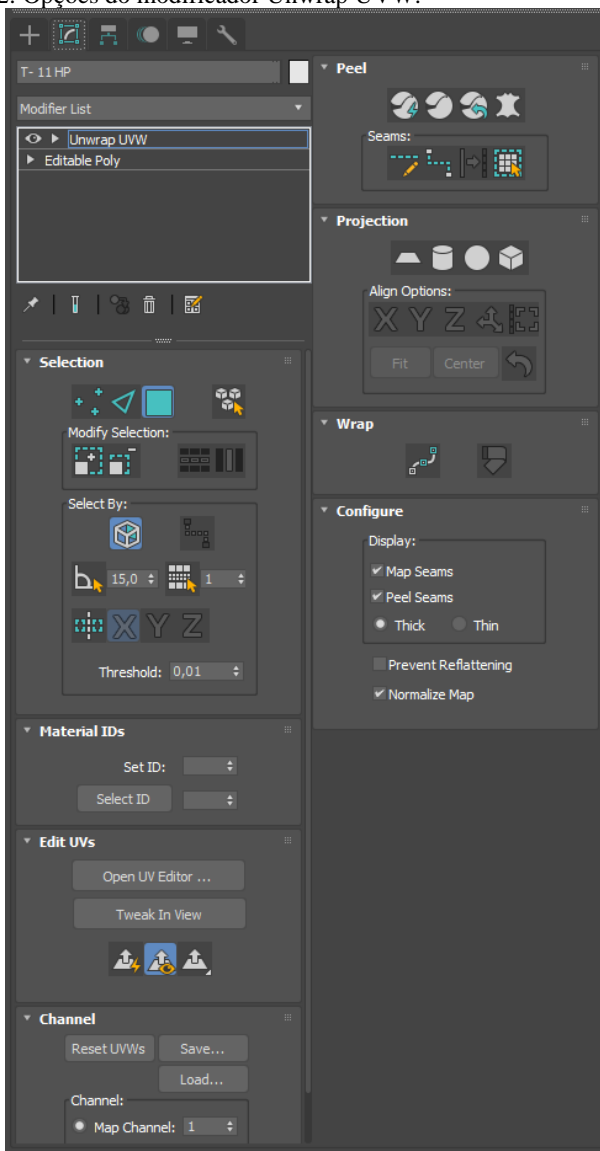 2. Opções do modificador Unwrap UVW.
T- 11HP
Modifier List
Unwrap UVW
Editable Poly
Selection
Modify Selection:
Select By:
15,0
1
X Y Z
Threshold: 0,01
Material IDs
Set ID:
Select ID
Edit UVs
Open UV Editor ...
Tweak In View
Channel
Reset UVWs Save...
Load...
Channel:
Map Channel: 1
Peel
Seams:
Projection
Align Options:
X Y Z
Fit Center
Wrap
Configure
Display:
Map Seams
Peel Seams
Thick Thin
Prevent Reflattening
Normalize Map